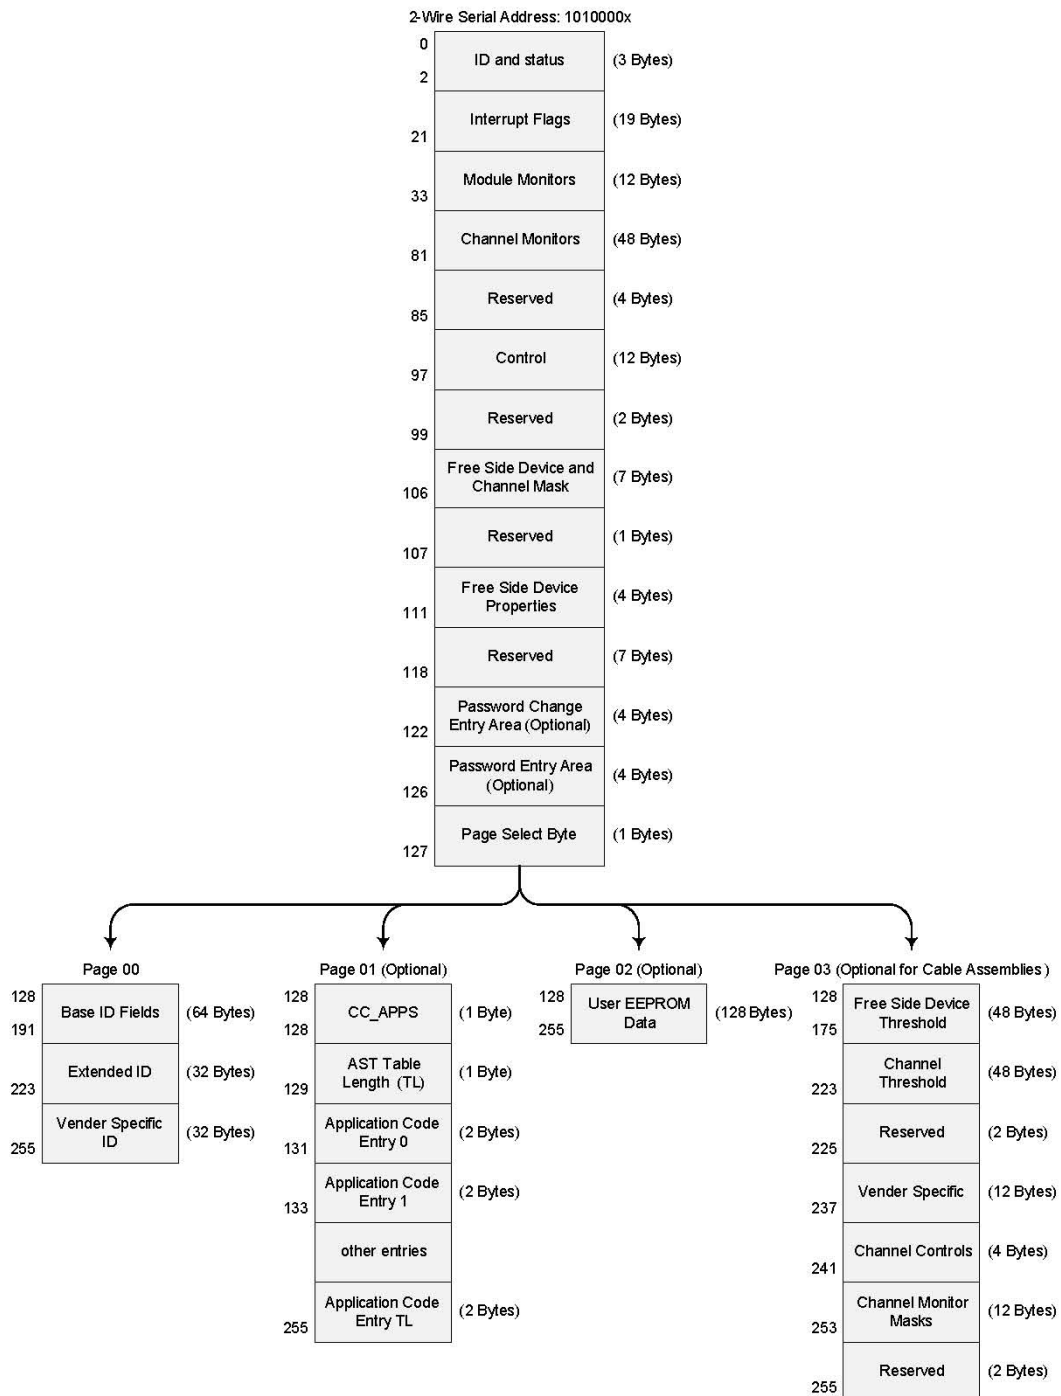 2-Wire Serial Address: 1010000x
0
ID and status (3 Bytes)
2
Interrupt Flags (19 Bytes)
21
Module Monitors (12 Bytes)
33
Channel Monitors (48 Bytes)
81
Reserved (4 Bytes)
85
Control (12 Bytes)
97
Reserved (2 Bytes)
99
Free Side Device and
Channel Mask (7 Bytes)
106
Reserved (1 Bytes)
107
Free Side Device
Properties (4 Bytes)
111
Reserved (7 Bytes)
118
Password Change
Entry Area (Optional) (4 Bytes)
122
Password Entry Area
(Optional) (4 Bytes)
126
Page Select Byte (1 Bytes)
127
Page 00
128
Base ID Fields (64 Bytes)
191
Extended ID (32 Bytes)
223
Vender Specific
ID (32 Bytes)
255
Page 01 (Optional)
128
CC_APPS (1 Byte)
128
AST Table
Length (TL) (1 Byte)
129
Application Code
Entry 0 (2 Bytes)
131
Application Code
Entry 1 (2 Bytes)
133
other entries
Application Code
Entry TL (2 Bytes)
255
Page 02 (Optional)
128
User EEPROM
Data (128 Bytes)
255
Page 03 (Optional for Cable Assemblies)
128
Free Side Device
Threshold (48 Bytes)
175
Channel
Threshold (48 Bytes)
223
Reserved (2 Bytes)
225
Vender Specific (12 Bytes)
237
Channel Controls (4 Bytes)
241
Channel Monitor
Masks (12 Bytes)
253
Reserved (2 Bytes)
255